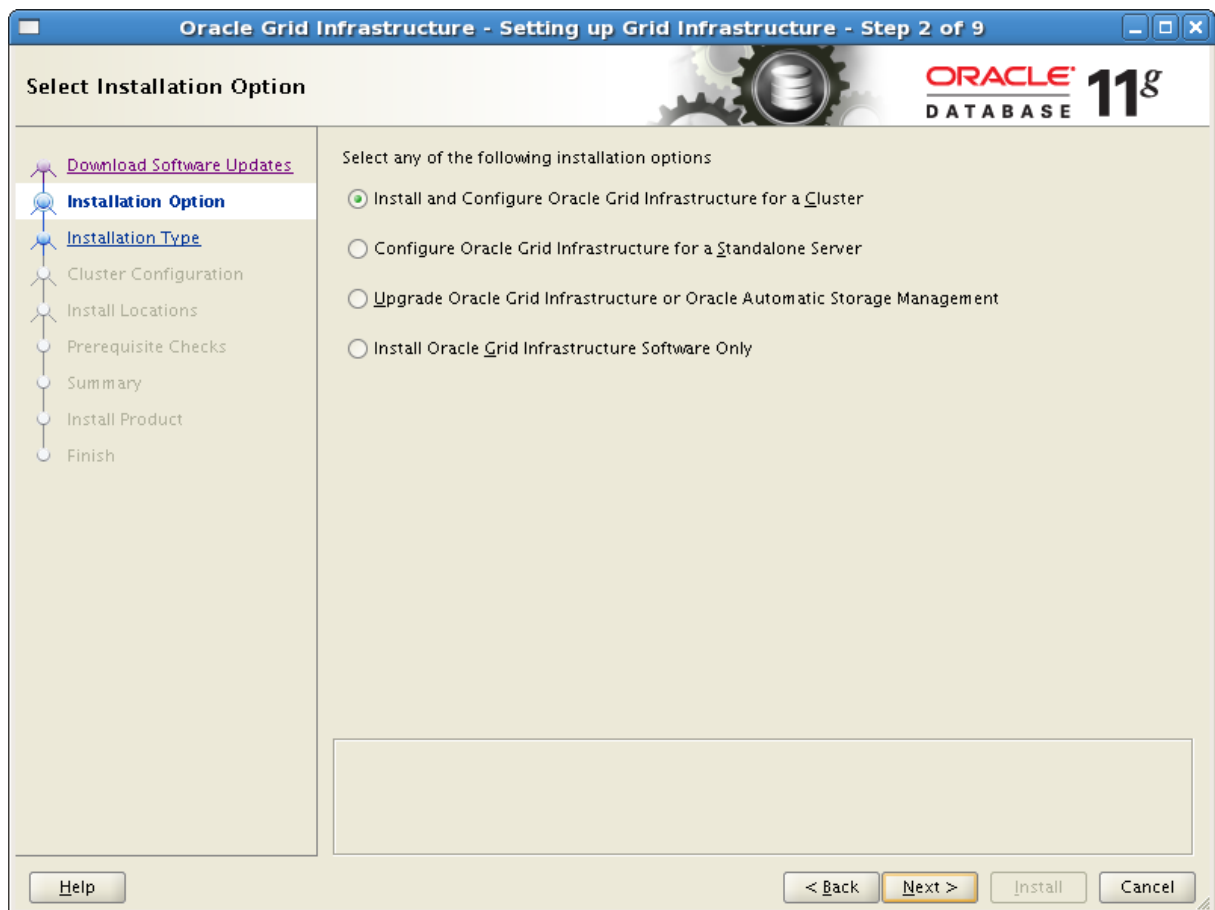 Oracle Grid Infrastructure - Setting up Grid Infrastructure - Step 2 of 9
Select Installation Option
ORACLE
DATABASE 11g
Download Software Updates
Installation Option
Installation Type
Cluster Configuration
Install Locations
Prerequisite Checks
Summary
Install Product
Finish
Select any of the following installation options
Install and Configure Oracle Grid Infrastructure for a Cluster
Configure Oracle Grid Infrastructure for a Standalone Server
Upgrade Oracle Grid Infrastructure or Oracle Automatic Storage Management
Install Oracle Grid Infrastructure Software Only
Help
< Back
Next >
Install
Cancel